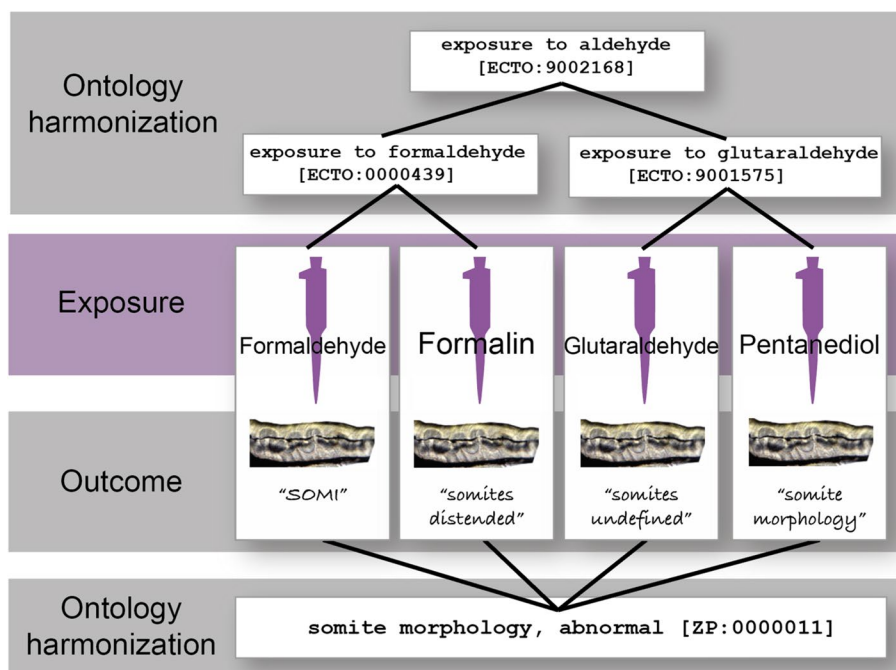 exposure to aldehyde
[ECTO:9002168]
Ontology
harmonization
exposure to formaldehyde
[ECTO:0000439]
exposure to glutaraldehyde
[ECTO:9001575]
Exposure
Formaldehyde
Formalin
Glutaraldehyde
Pentanediol
Outcome
“SOMI”
“somites
distended”
“somites
undefined”
“somite
morphology”
Ontology
harmonization
somite morphology, abnormal [ZP:0000011]